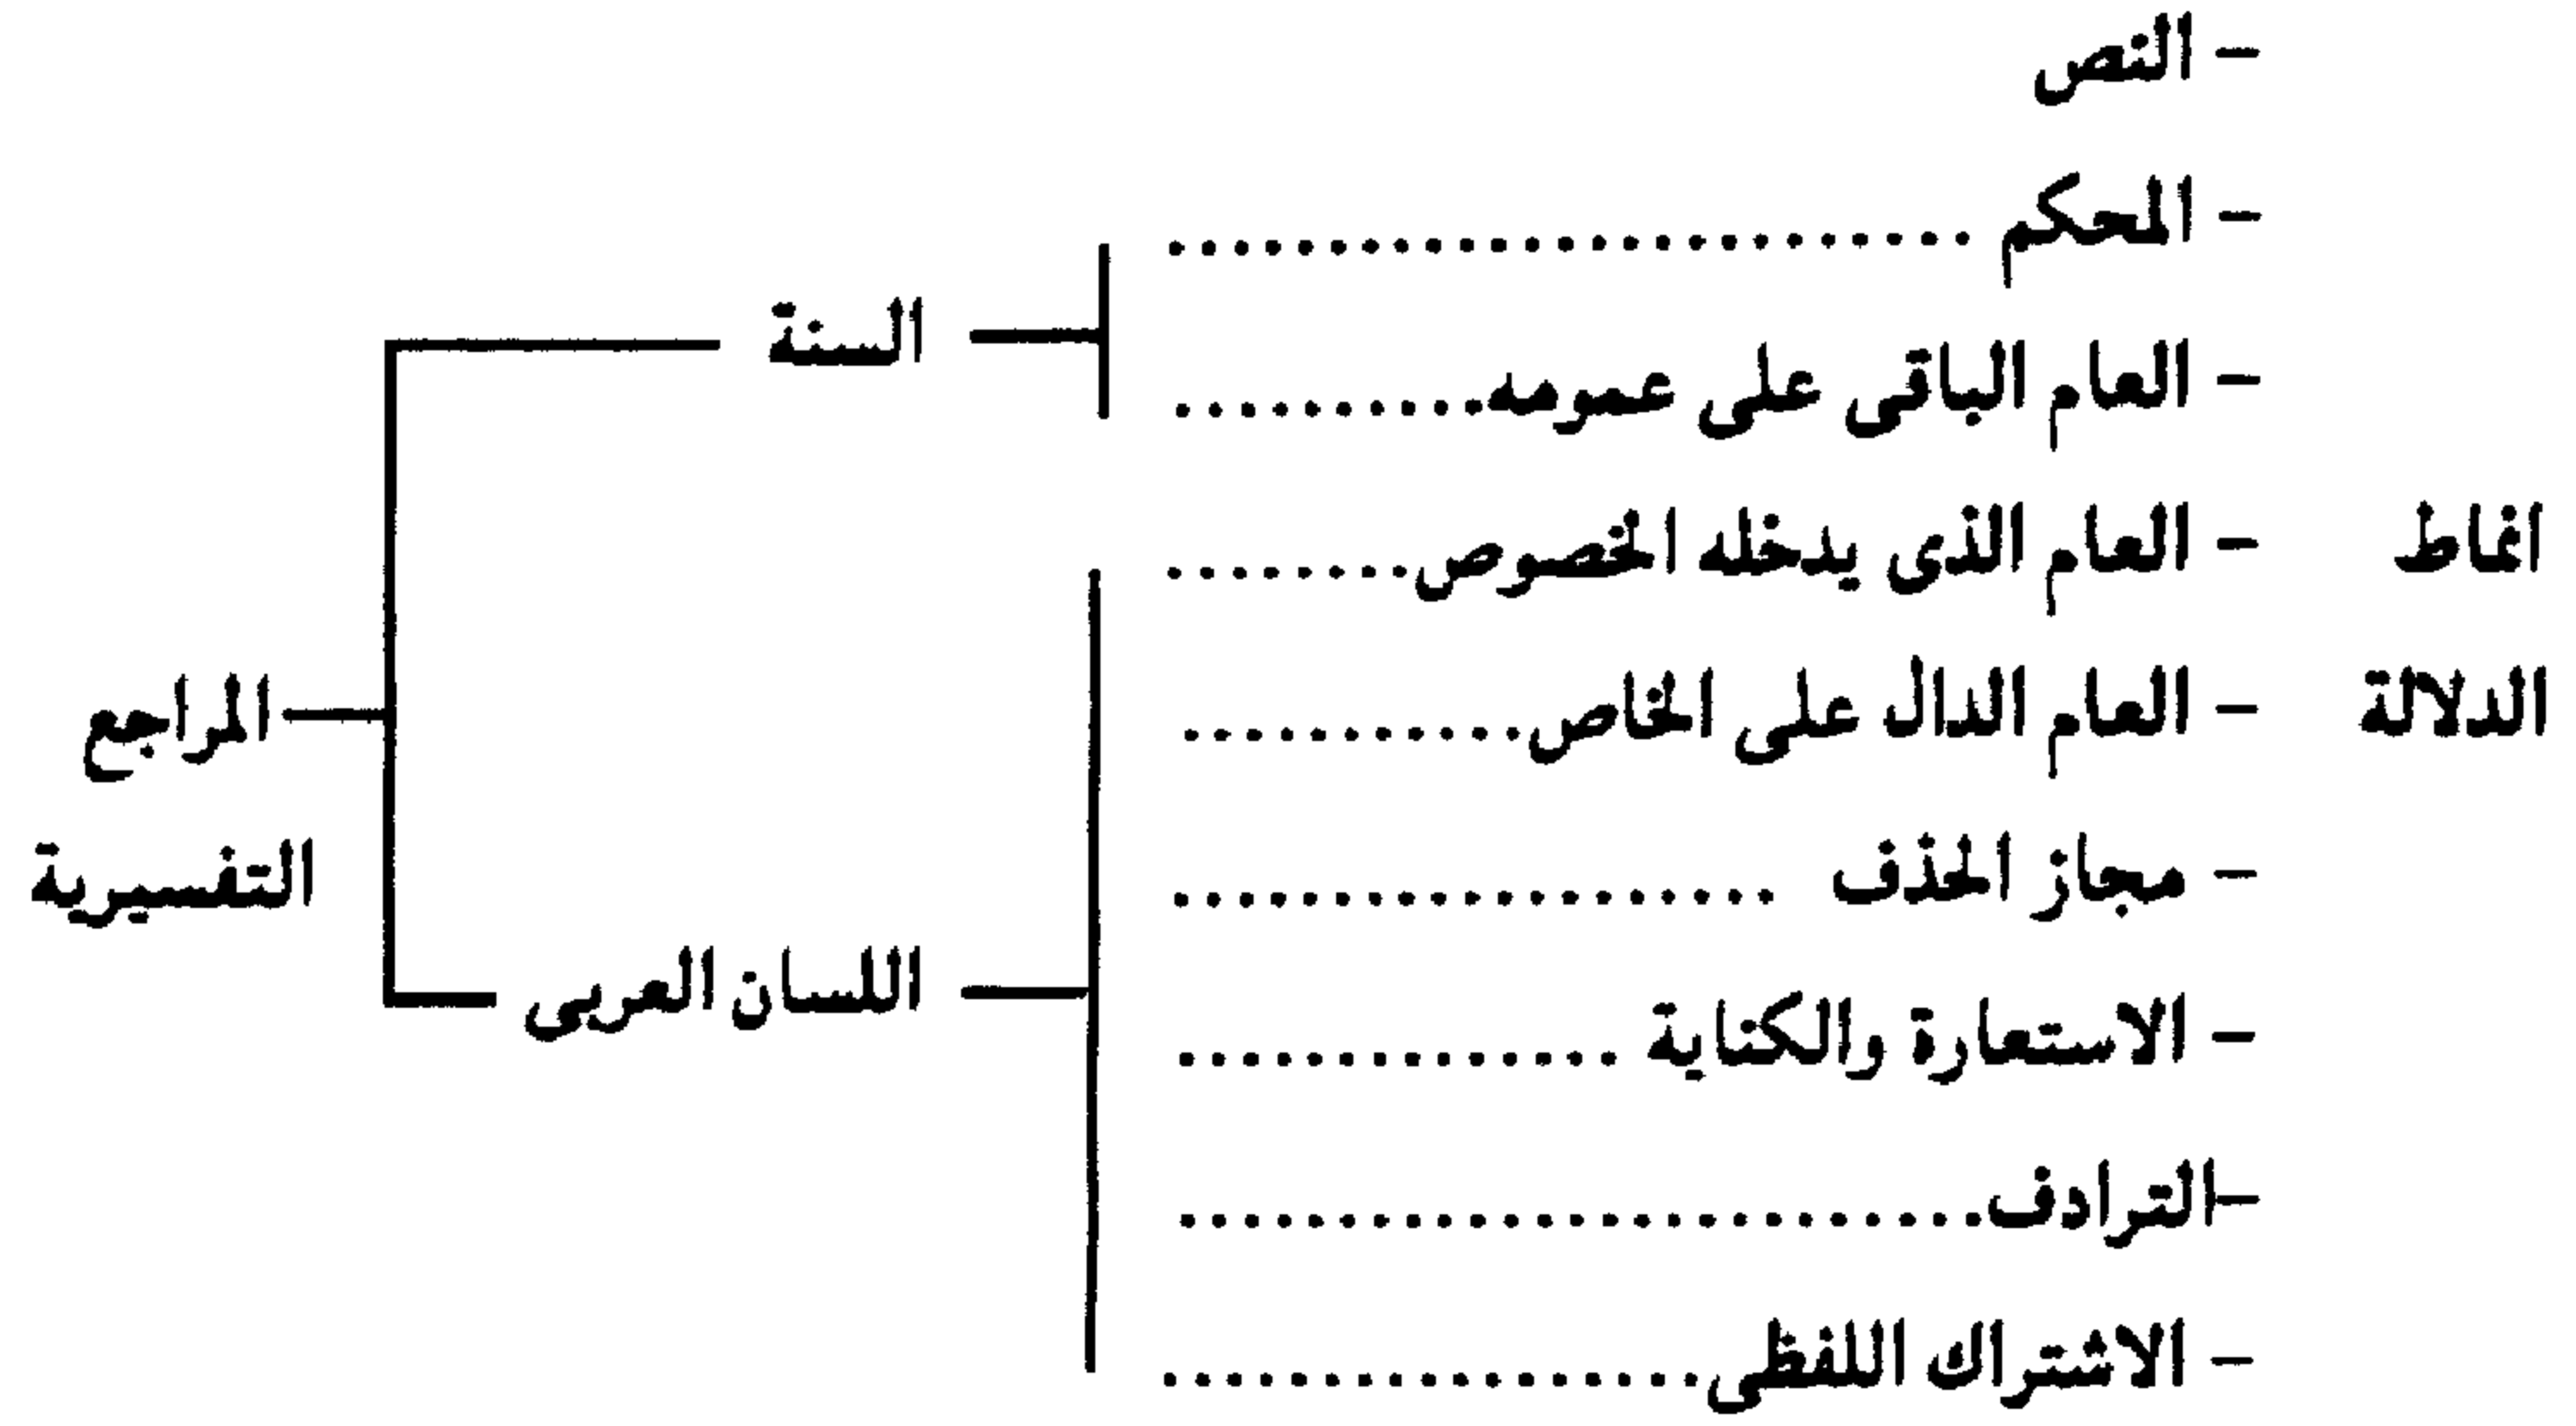 - النص
- المحكم ........................
السنة
- العام الباقى على عمومه..........
انماط - العام الذى يدخله الخصوص........
الدلالة - العام الدال على الخاص...........
المراجع
- مجاز الحذف ...................
التفسيرية
اللسان العربى
- الاستعارة والكناية ..............
-الترادف.........................
- الاشتراك اللفظى.................